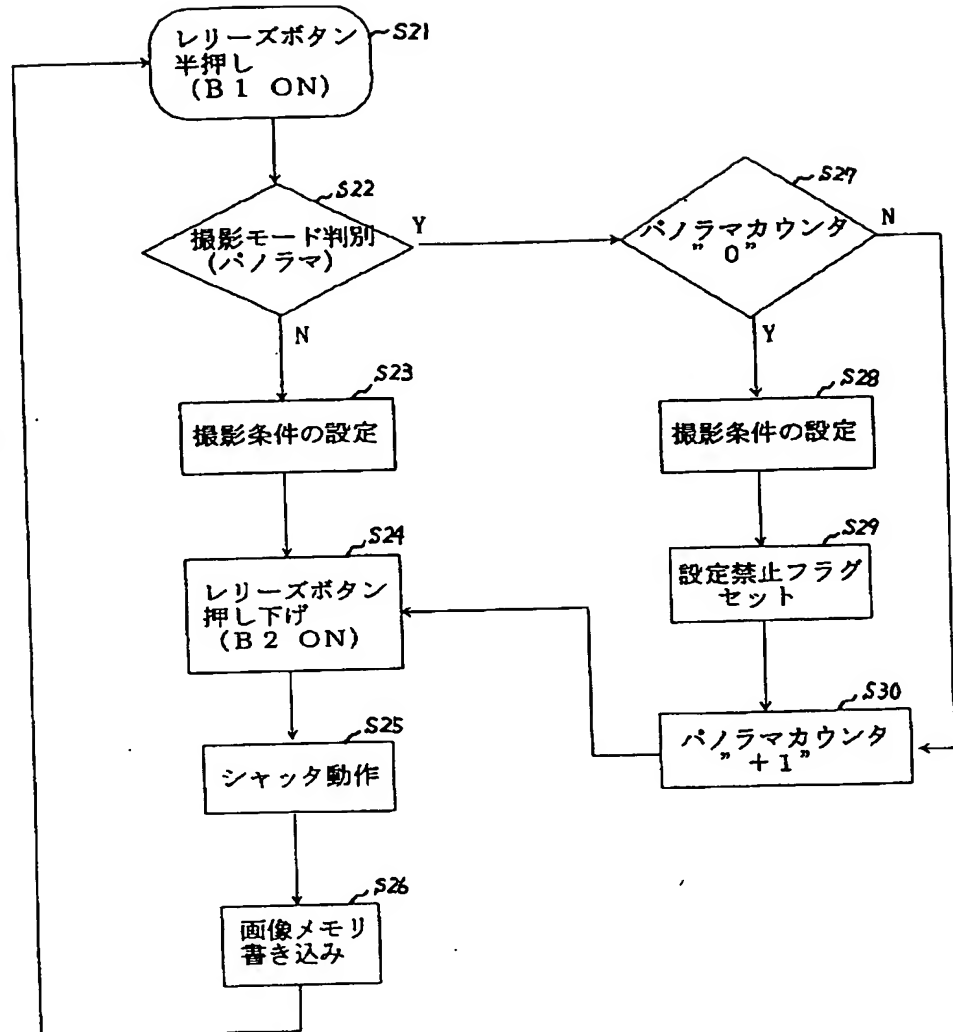 レリーズボタン
半押し
(B1 ON)
S21
S22
撮影モード判別
(パノラマ)
Y
N
S23
撮影条件の設定
S24
レリーズボタン
押し下げ
(B2 ON)
S25
シャッタ動作
S26
画像メモリ
書き込み
S27
パノラマカウンタ
"0"
N
Y
S28
撮影条件の設定
S29
設定禁止フラグ
セット
S30
パノラマカウンタ
"+1"